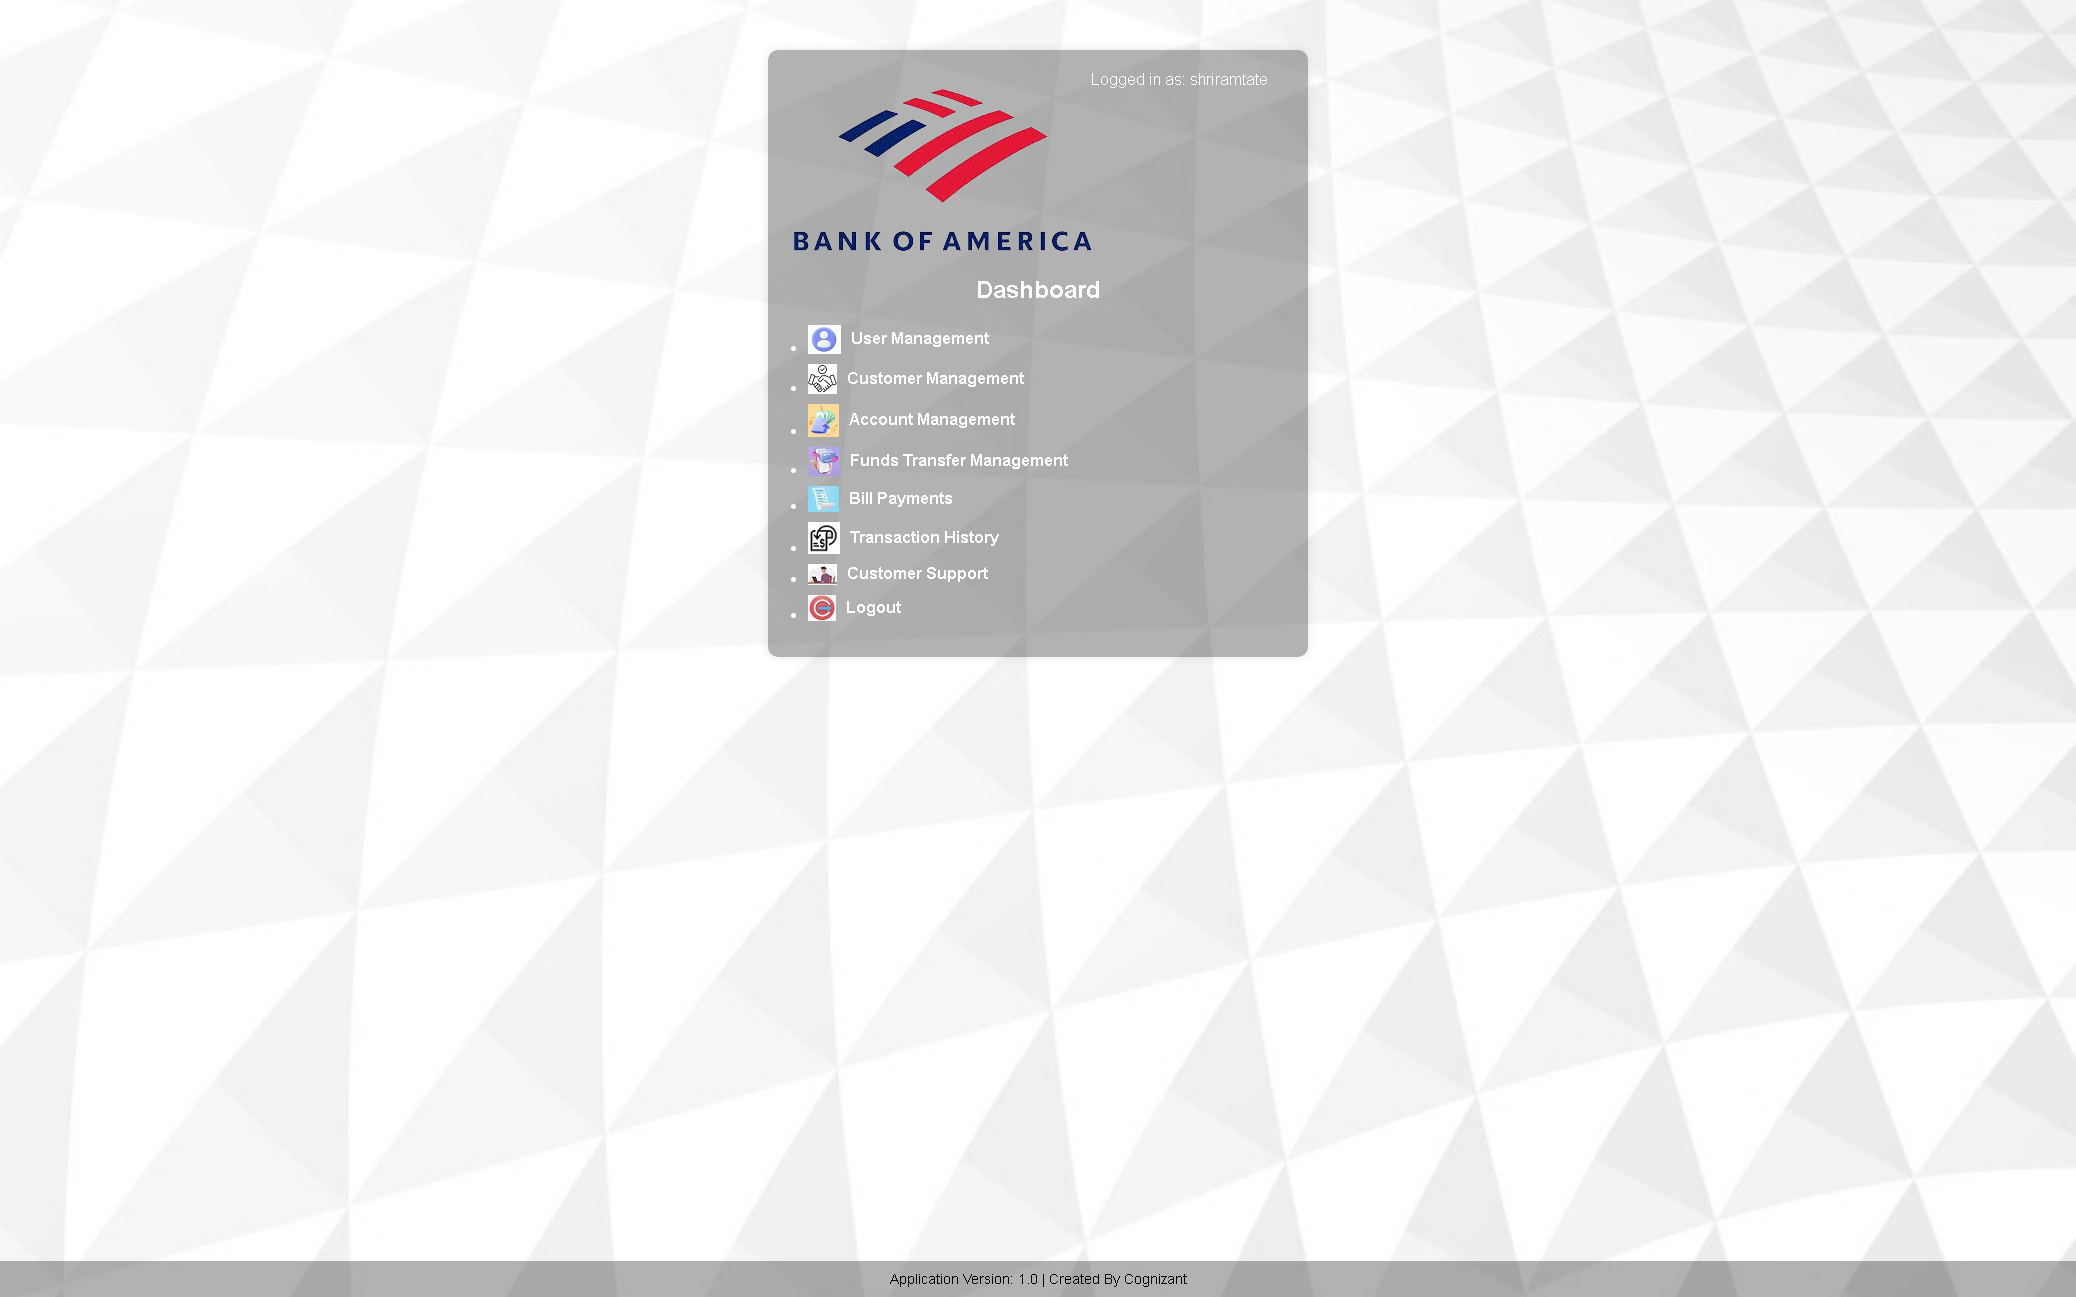 Logged in as: shriramtate
BANK OF AMERICA
Dashboard
User Management
Customer Management
Account Management
Funds Transfer Management
Bill Payments
Transaction History
Customer Support
Logout
Application Version: 1.0 | Created By Cognizant